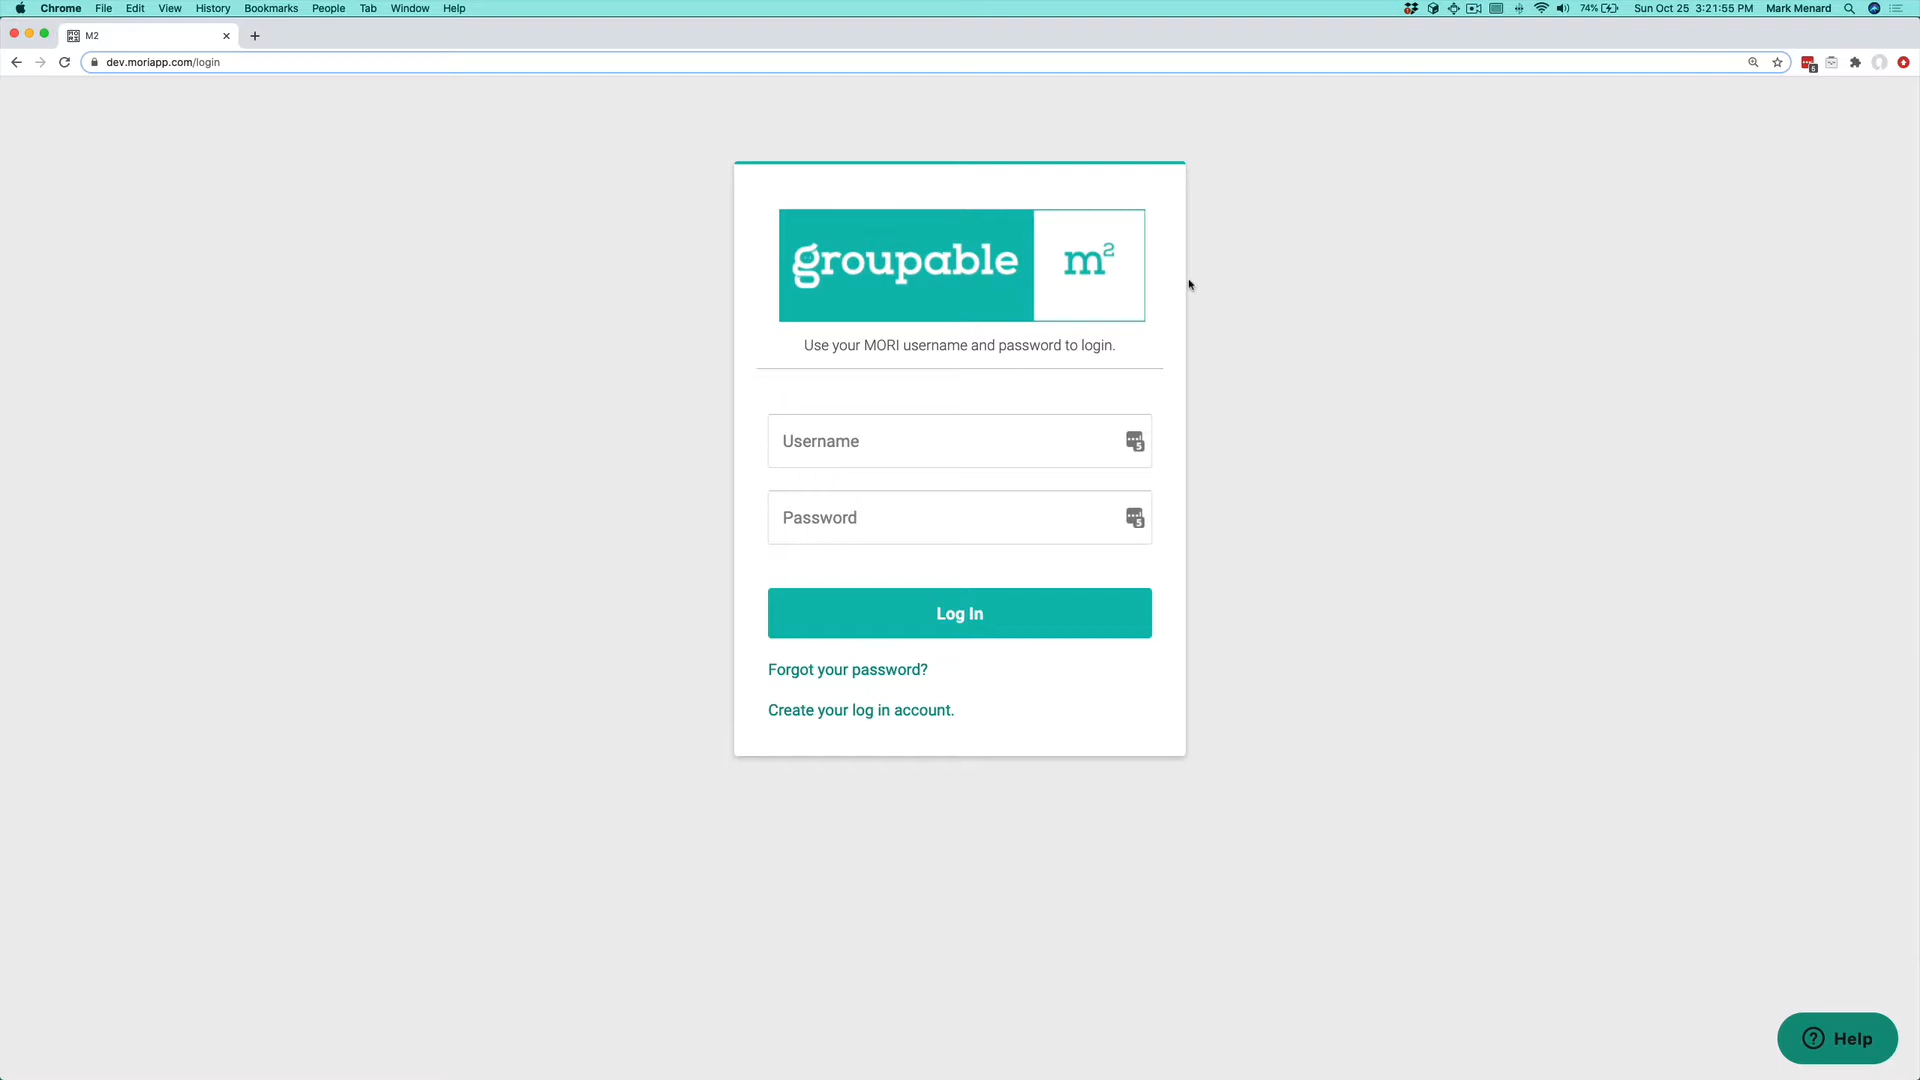 Chrome File Edit View History Bookmarks People Tab Window Help
74% Sun Oct 25 3:21:55 PM Mark Menard
M2
dev.moriapp.com/login
groupable m²
Use your MORI username and password to login.
Username
Password
Log In
Forgot your password?
Create your log in account.
Help